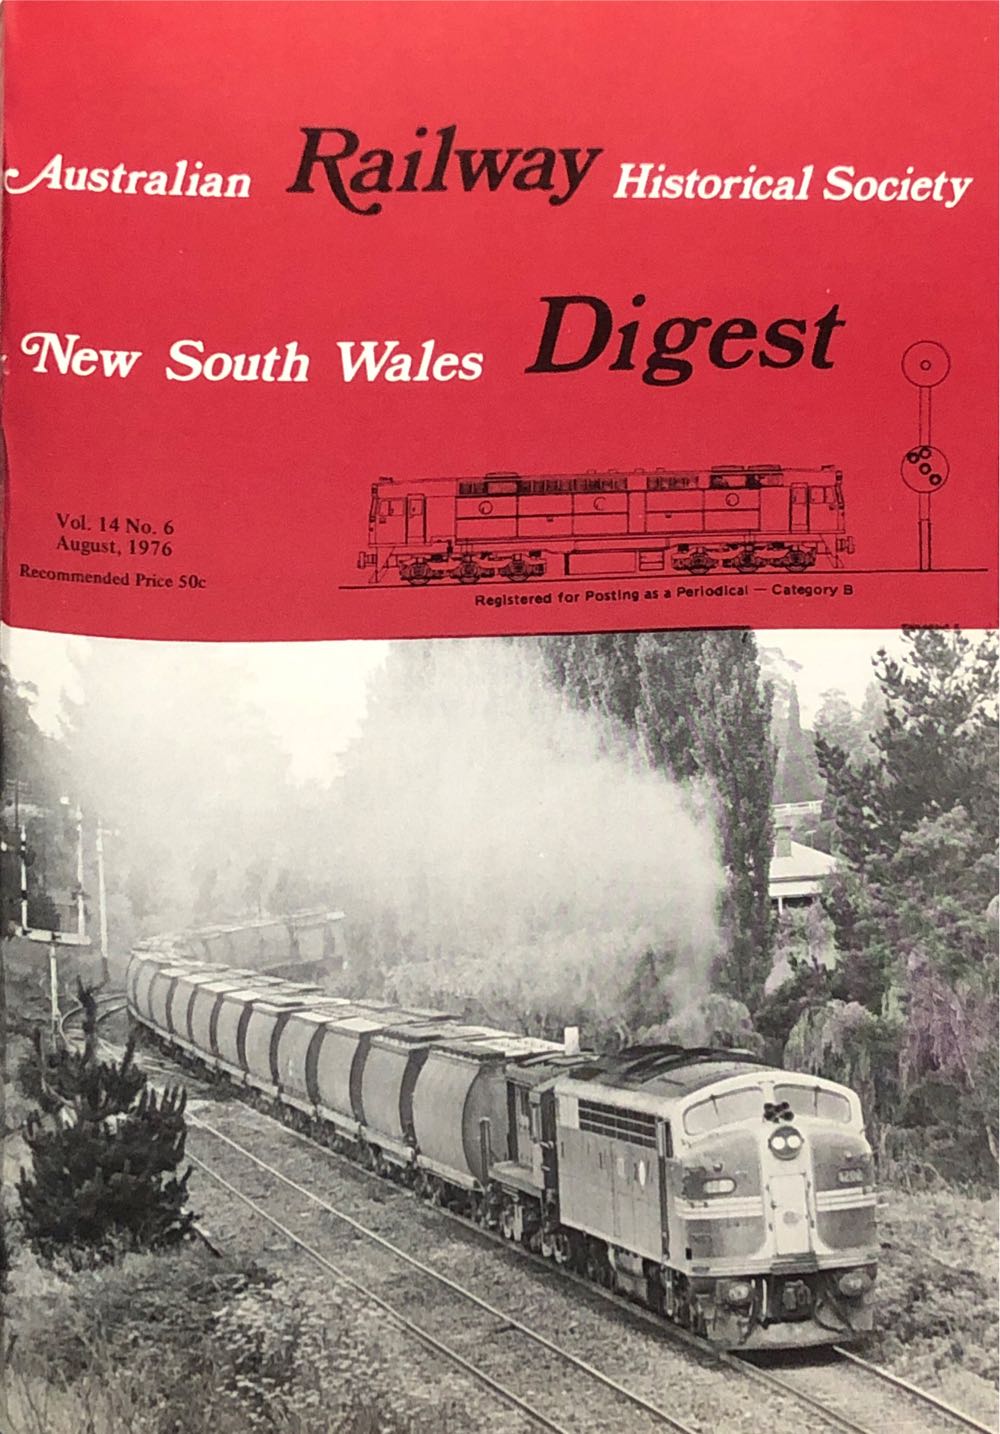 Australian Railway Historical Society
New South Wales Digest
Vol. 14 No. 6
August, 1976
Recommended Price 50c
Registered for Posting as a Periodical — Category B